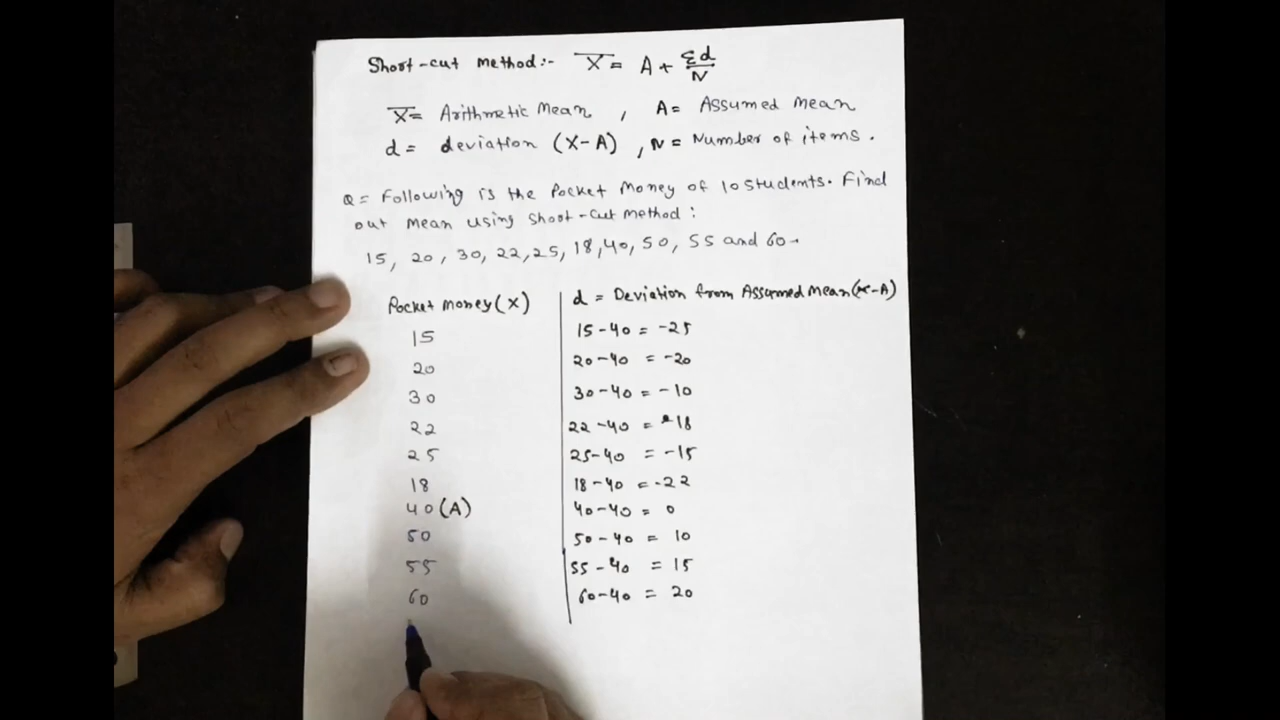 Short-cut method:- X̅ = A + Σd/N
X̅ = Arithmetic Mean , A = Assumed mean
d = deviation (X-A) , N = Number of items.
Q = Following is the Pocket Money of 10 Students. Find
out mean using Short-cut method :
15, 20, 30, 22, 25, 18, 40, 50, 55 and 60.
Pocket money (X) d = Deviation from Assumed Mean (x-A)
15 15-40 = -25
20 20-40 = -20
30 30-40 = -10
22 22-40 = -18
25 25-40 = -15
18 18-40 = -22
40 (A) 40-40 = 0
50 50-40 = 10
55 55-40 = 15
60 60-40 = 20